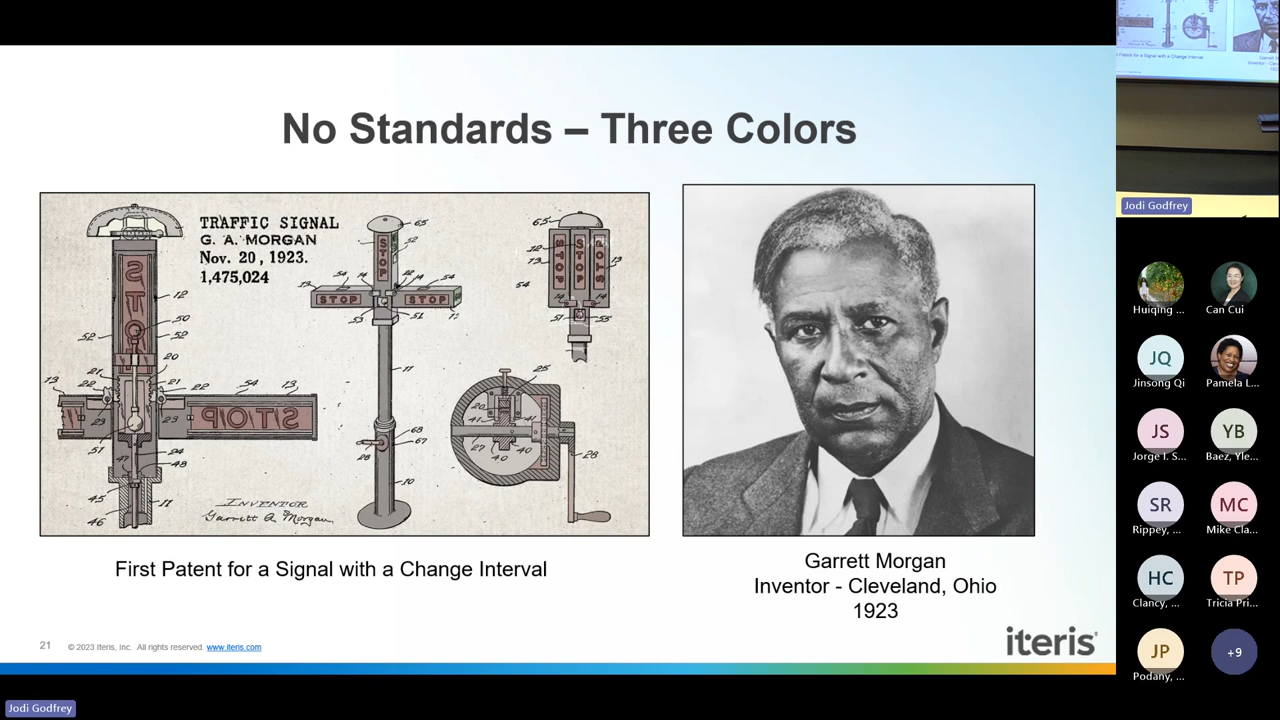 No Standards – Three Colors
TRAFFIC SIGNAL
G. A. MORGAN
Nov. 20, 1923.
1,475,024
STOP
STOP
STOP
STOP
STOP
STOP
INVENTOR
Garrett A. Morgan
First Patent for a Signal with a Change Interval
Garrett Morgan
Inventor - Cleveland, Ohio
1923
21
© 2023 Iteris, Inc. All rights reserved. www.iteris.com
iteris
Jodi Godfrey
Jodi Godfrey
Huiqing ...
Can Cui
JQ
Jinsong Qi
Pamela L...
JS
Jorge I. S...
YB
Baez, Yle...
SR
Rippey, ...
MC
Mike Cla...
HC
Clancy, ...
TP
Tricia Pri...
JP
Podany, ...
+9